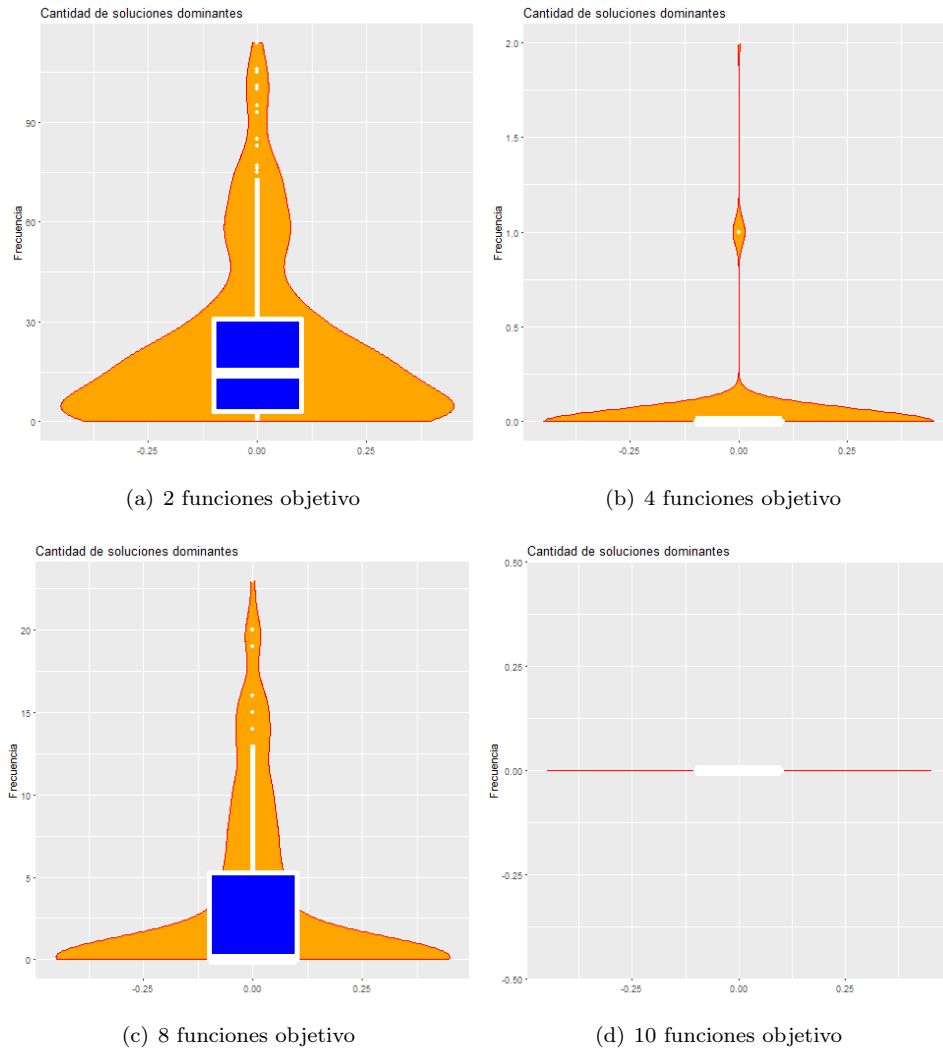 Cantidad de soluciones dominantes
Frecuencia
90
60
30
0
-0.25
0.00
0.25
(a) 2 funciones objetivo
Cantidad de soluciones dominantes
Frecuencia
2.0
1.5
1.0
0.5
0.0
-0.25
0.00
0.25
(b) 4 funciones objetivo
Cantidad de soluciones dominantes
Frecuencia
20
15
10
5
0
-0.25
0.00
0.25
(c) 8 funciones objetivo
Cantidad de soluciones dominantes
Frecuencia
0.50
0.25
0.00
-0.25
-0.50
-0.25
0.00
0.25
(d) 10 funciones objetivo